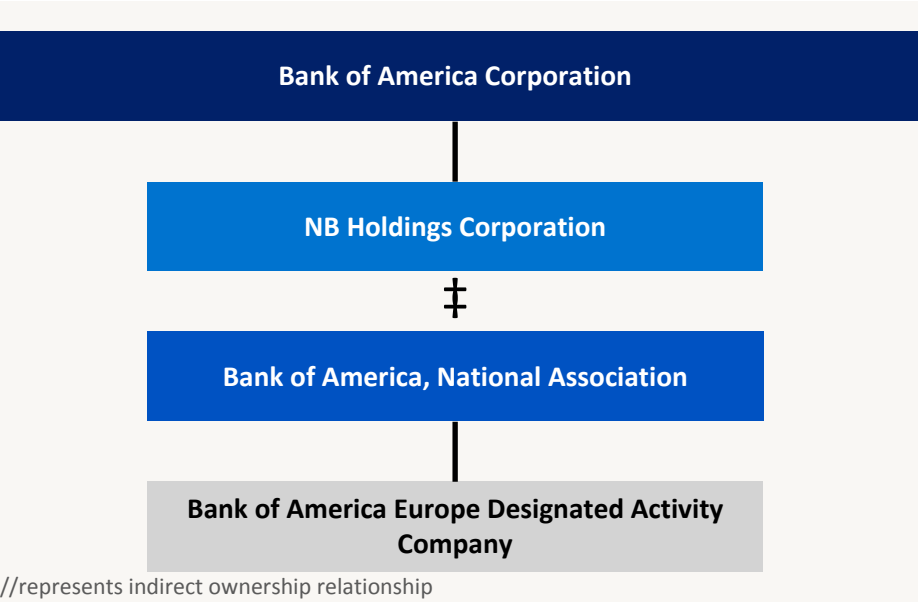 Bank of America Corporation
NB Holdings Corporation
‡
Bank of America, National Association
Bank of America Europe Designated Activity
Company
//represents indirect ownership relationship